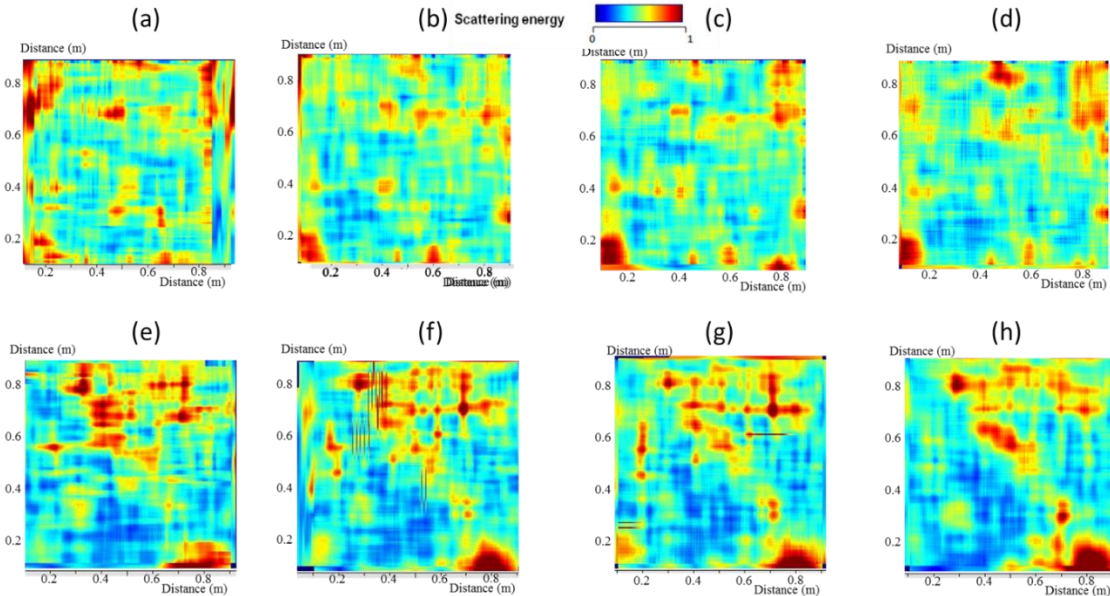 (a) (b) Scattering energy (c) (d)
0 1
Distance (m) Distance (m) Distance (m) Distance (m)
0.8 0.8 0.8 0.8
0.6 0.6 0.6 0.6
0.4 0.4 0.4 0.4
0.2 0.2 0.2 0.2
0.2 0.4 0.6 0.8 0.2 0.4 0.6 0.8 0.2 0.4 0.6 0.8 0.2 0.4 0.6 0.8
Distance (m) Distance (m) Distance (m) Distance (m)
(e) (f) (g) (h)
Distance (m) Distance (m) Distance (m) Distance (m)
0.8 0.8 0.8 0.8
0.6 0.6 0.6 0.6
0.4 0.4 0.4 0.4
0.2 0.2 0.2 0.2
0.2 0.4 0.6 0.8 0.2 0.4 0.6 0.8 0.2 0.4 0.6 0.8 0.2 0.4 0.6 0.8
Distance (m) Distance (m) Distance (m) Distance (m)